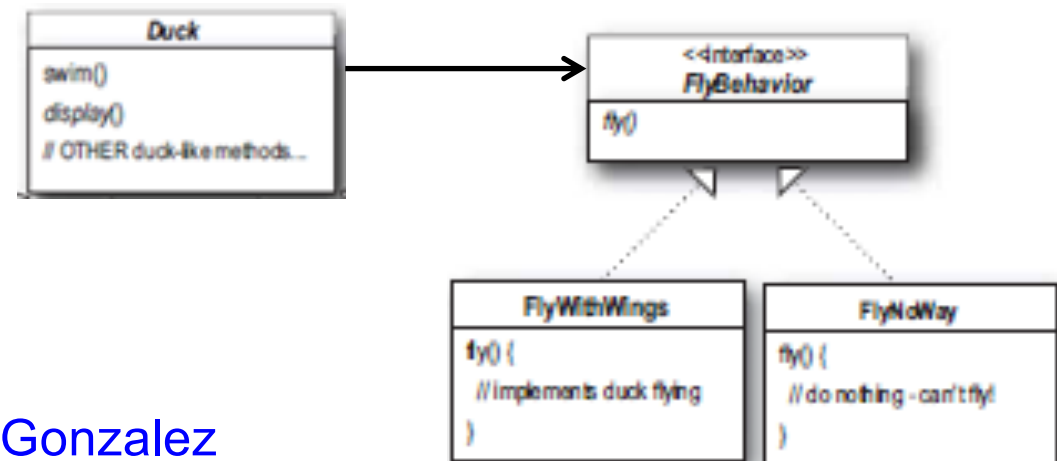 Duck
swim()
display()
// OTHER duck-like methods...
<<interface>>
FlyBehavior
fly()
FlyWithWings
fly() {
// implements duck flying
}
FlyNoWay
fly() {
// do nothing - can't fly!
}
Gonzalez